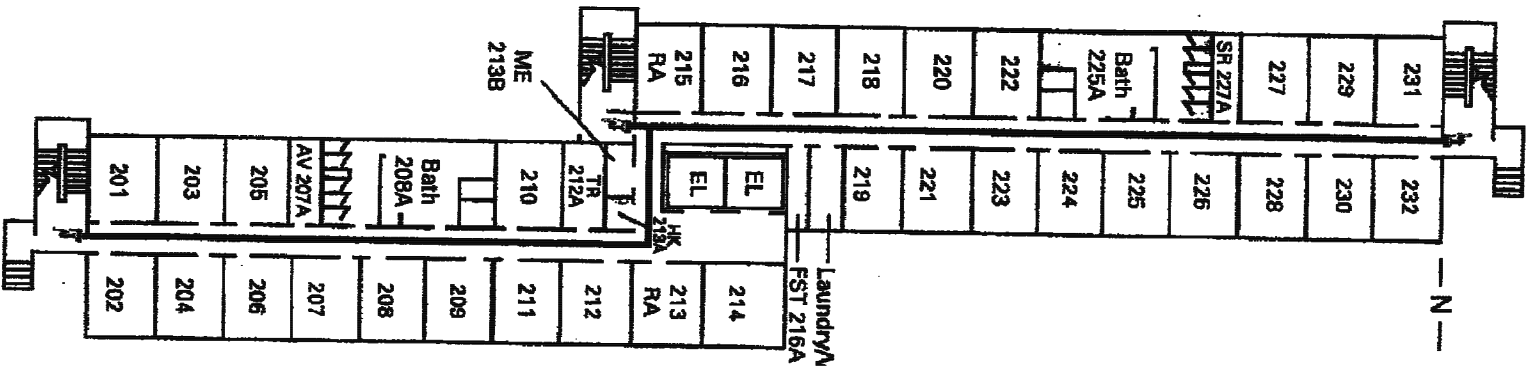 215
RA
216
217
218
220
222
Bath
225A
SR 227A
227
229
231
ME
213B
EL
EL
219
221
223
224
225
226
228
230
232
201
203
205
AV 207A
Bath
208A
210
TR
212A
HK
213A
202
204
206
207
208
209
211
212
213
RA
214
Laundry/V
FST 216A
N